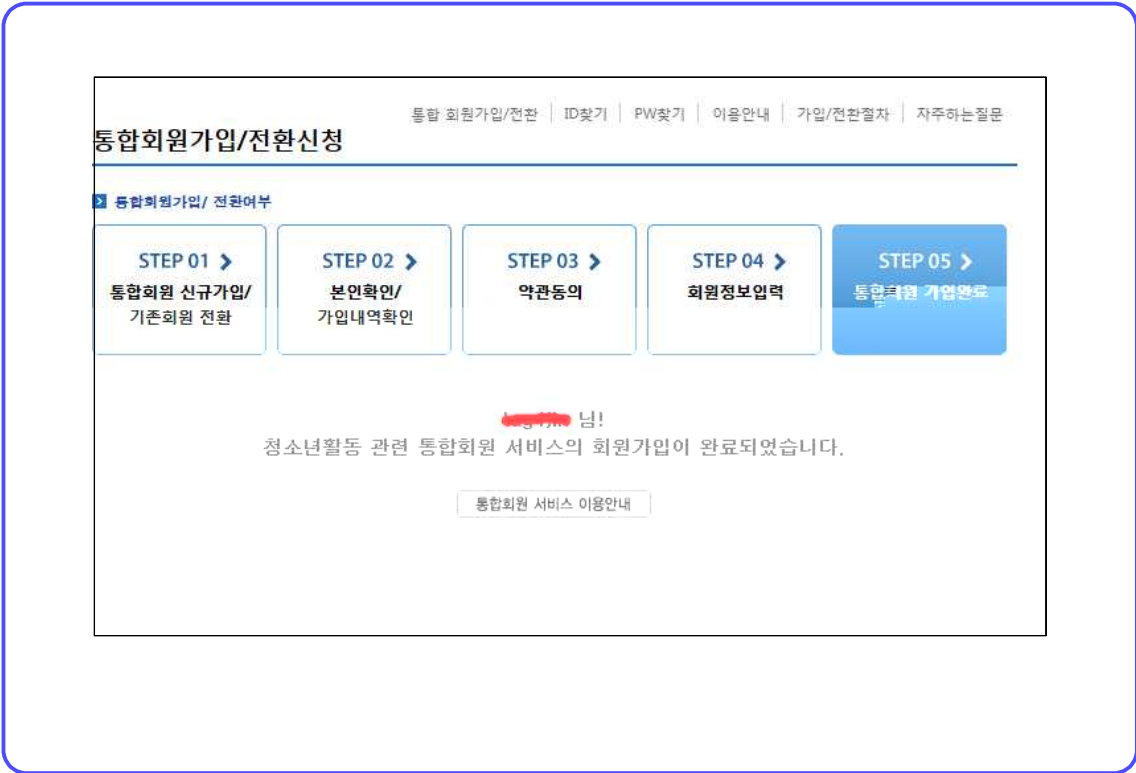 통합 회원가입/전환 | ID찾기 | PW찾기 | 이용안내 | 가입/전환절차 | 자주하는질문
통합회원가입/전환신청
통합회원가입/ 전환여부
STEP 01
통합회원 신규가입/
기존회원 전환
STEP 02
본인확인/
가입내역확인
STEP 03
약관동의
STEP 04
회원정보입력
STEP 05
통합회원 가입완료
님!
청소년활동 관련 통합회원 서비스의 회원가입이 완료되었습니다.
통합회원 서비스 이용안내